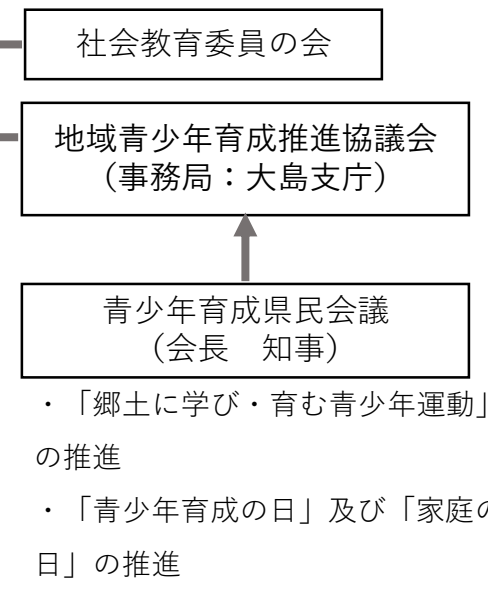 社会教育委員の会
地域青少年育成推進協議会
（事務局：大島支庁）
青少年育成県民会議
（会長　知事）
・「郷土に学び・育む青少年運動」
の推進
・「青少年育成の日」及び「家庭の
日」の推進